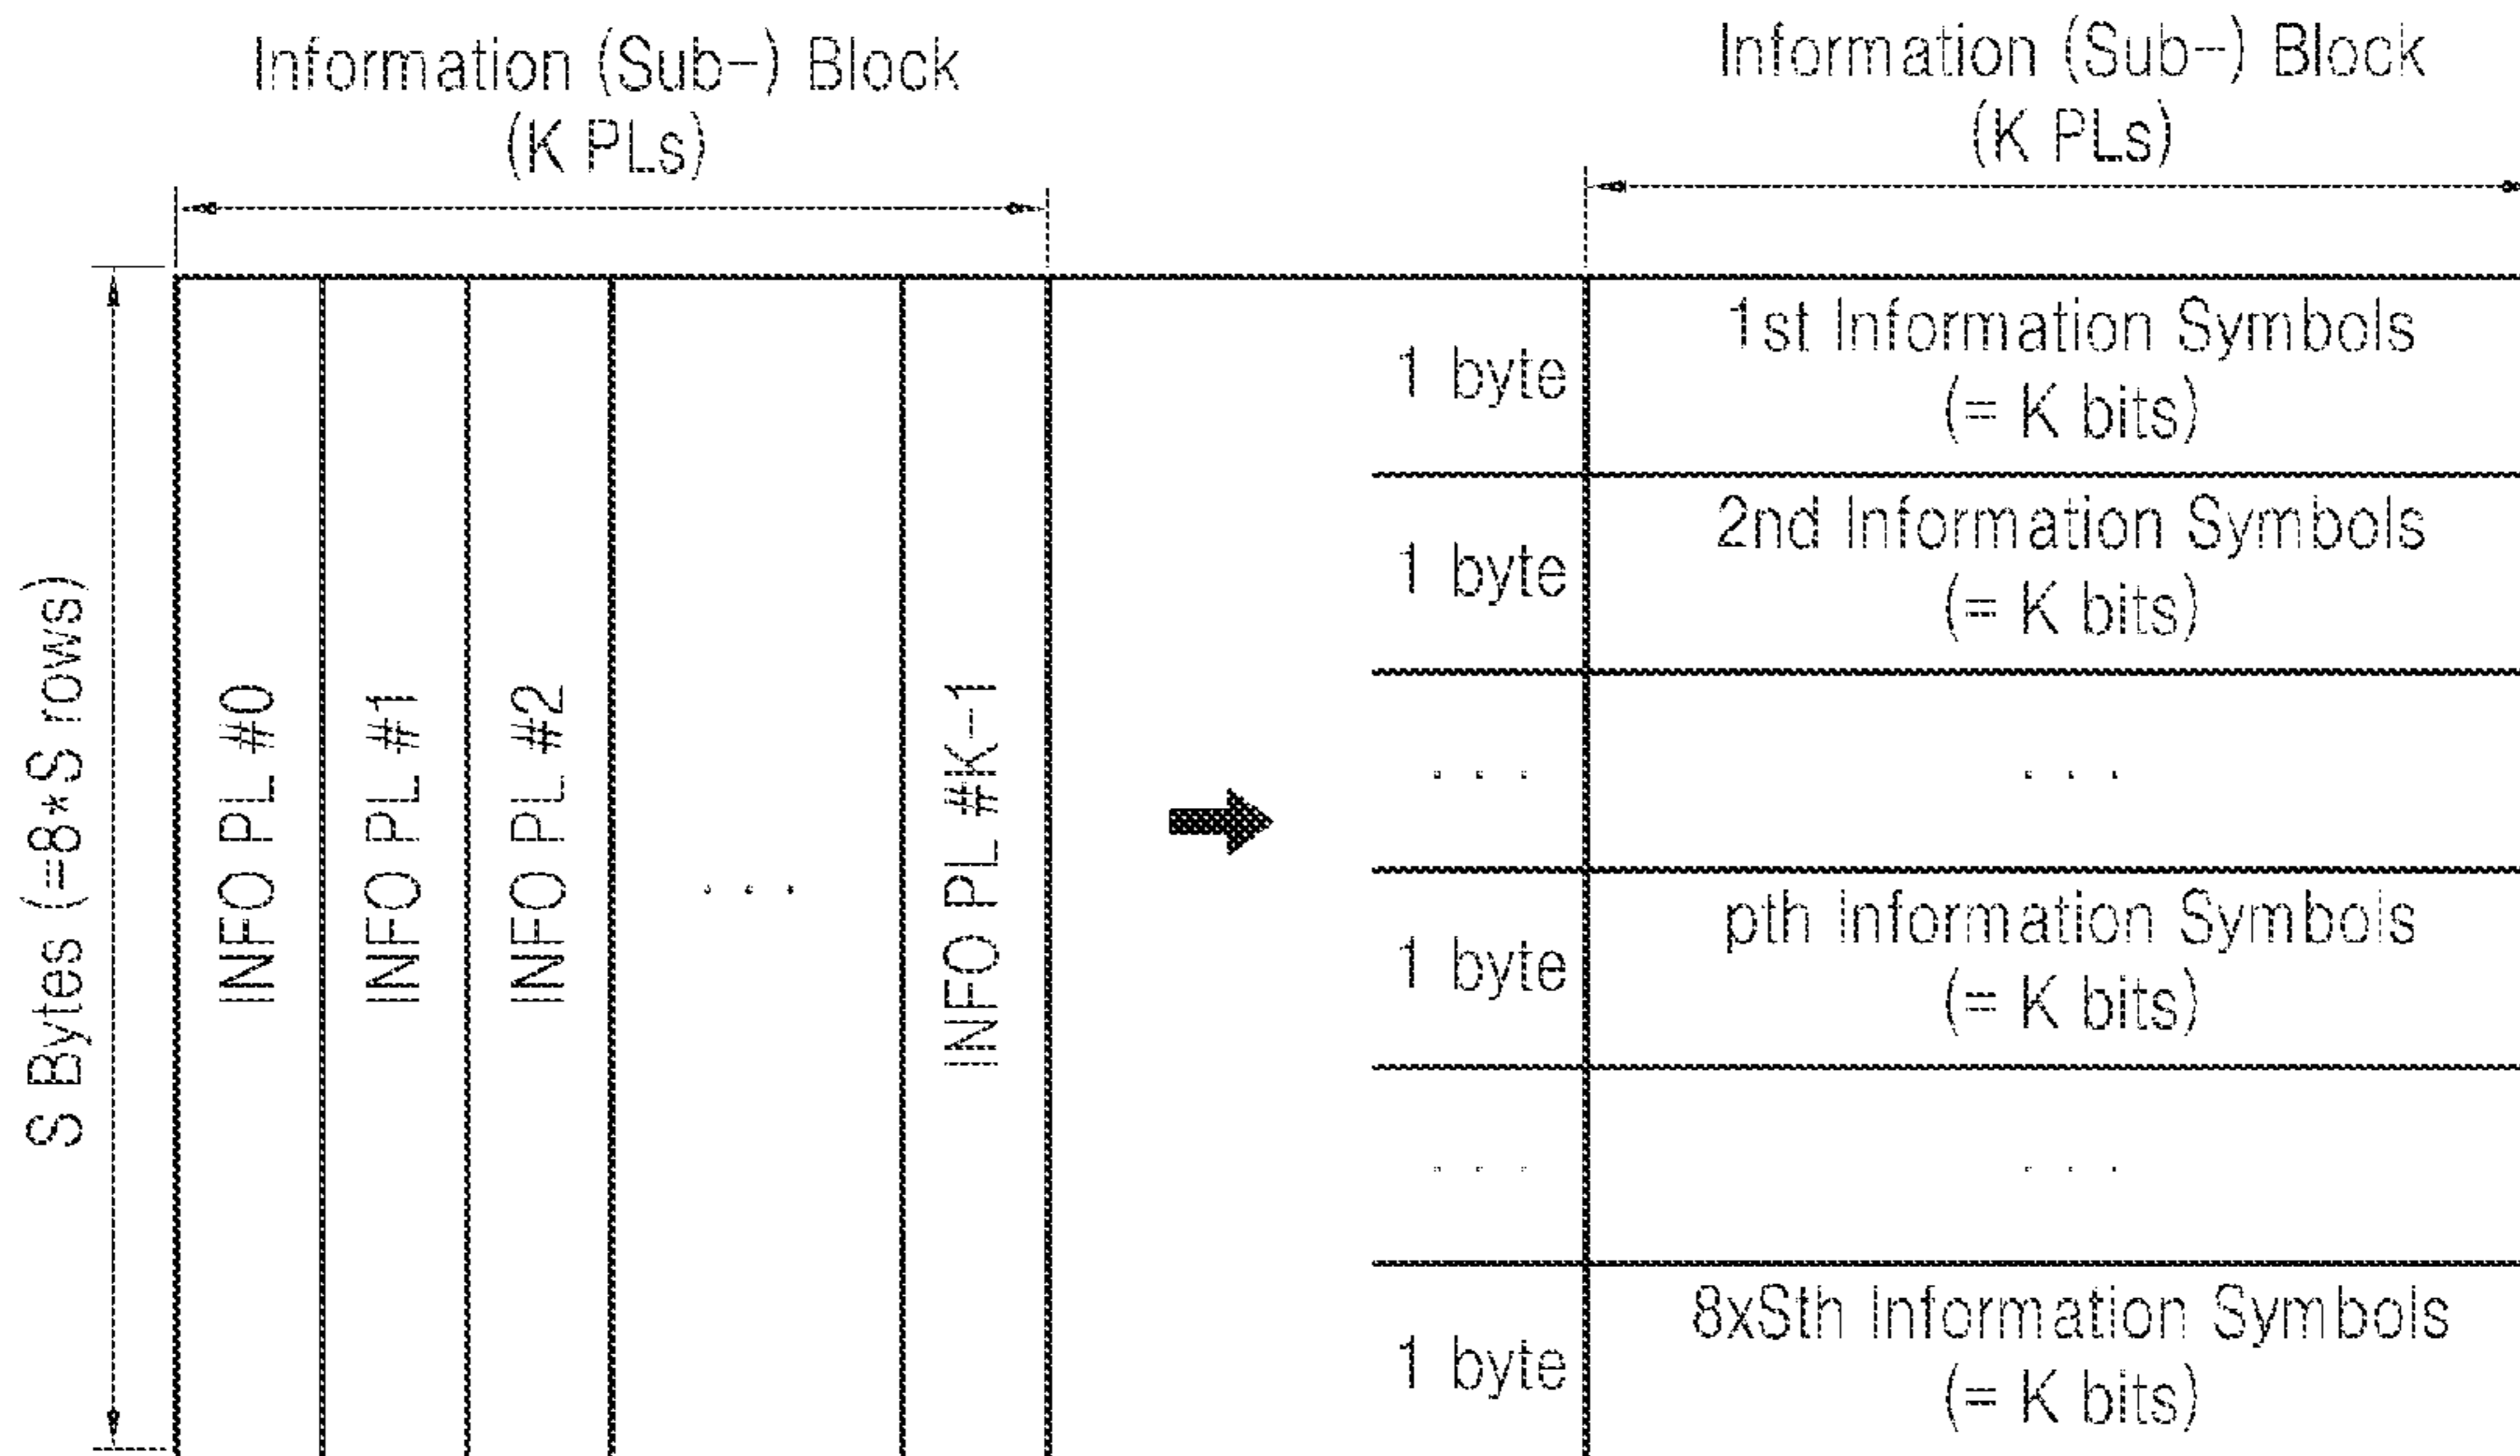 Information (Sub-) Block
(K PLs)
S Bytes (=8*S rows)
INFO PL #0
INFO PL #1
INFO PL #2
. . .
INFO PL #K-1
Information (Sub-) Block
(K PLs)
1 byte
1st Information Symbols
(= K bits)
1 byte
2nd Information Symbols
(= K bits)
. . .
. . .
1 byte
pth Information Symbols
(= K bits)
. . .
. . .
1 byte
8xSth Information Symbols
(= K bits)